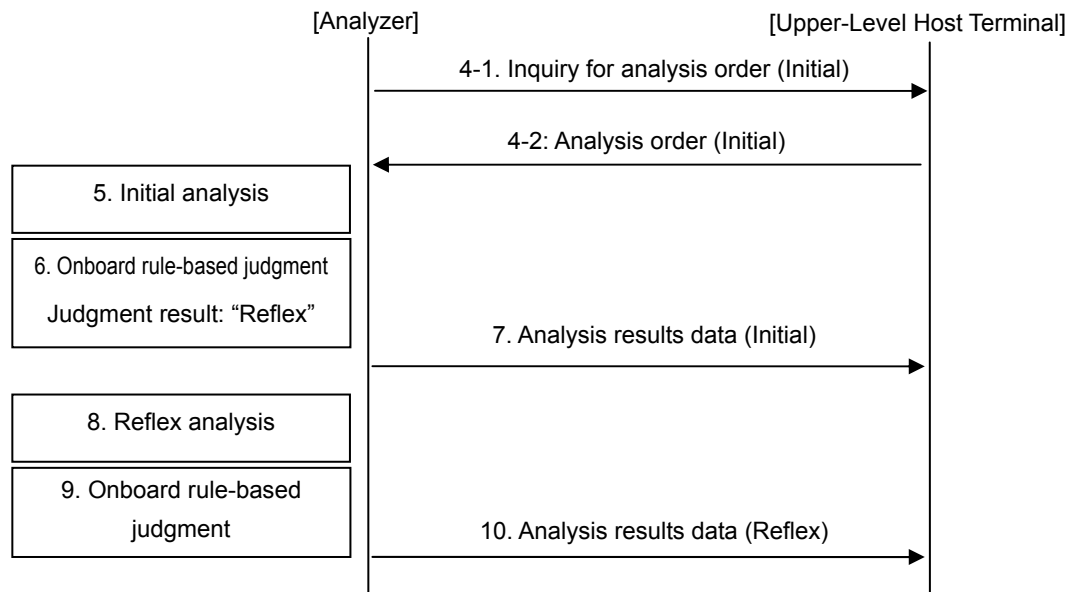 [Analyzer]
[Upper-Level Host Terminal]
4-1. Inquiry for analysis order (Initial)
4-2: Analysis order (Initial)
5. Initial analysis
6. Onboard rule-based judgment
Judgment result: “Reflex”
7. Analysis results data (Initial)
8. Reflex analysis
9. Onboard rule-based
judgment
10. Analysis results data (Reflex)